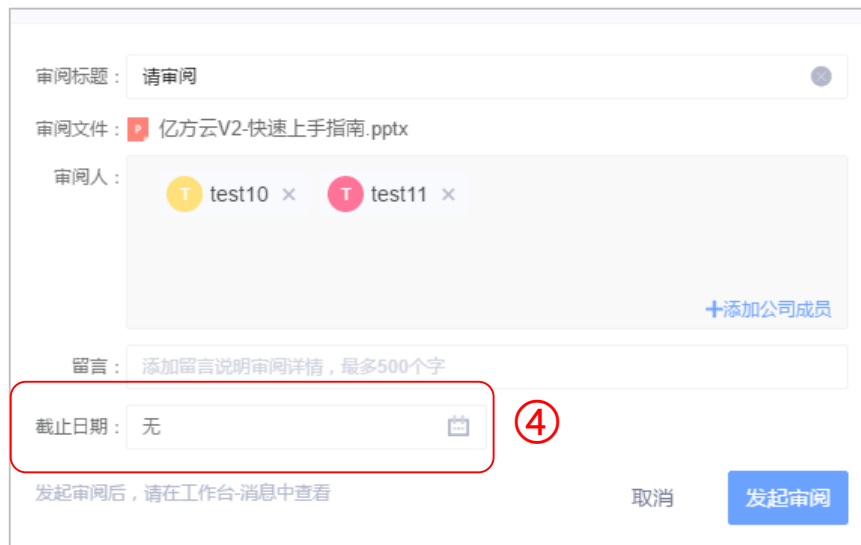 审阅标题： 请审阅
审阅文件： P 亿方云V2-快速上手指南.pptx
审阅人：
T test10 × T test11 ×
+添加公司成员
留言： 添加留言说明审阅详情，最多500个字
截止日期： 无 ④
发起审阅后，请在工作台-消息中查看 取消 发起审阅